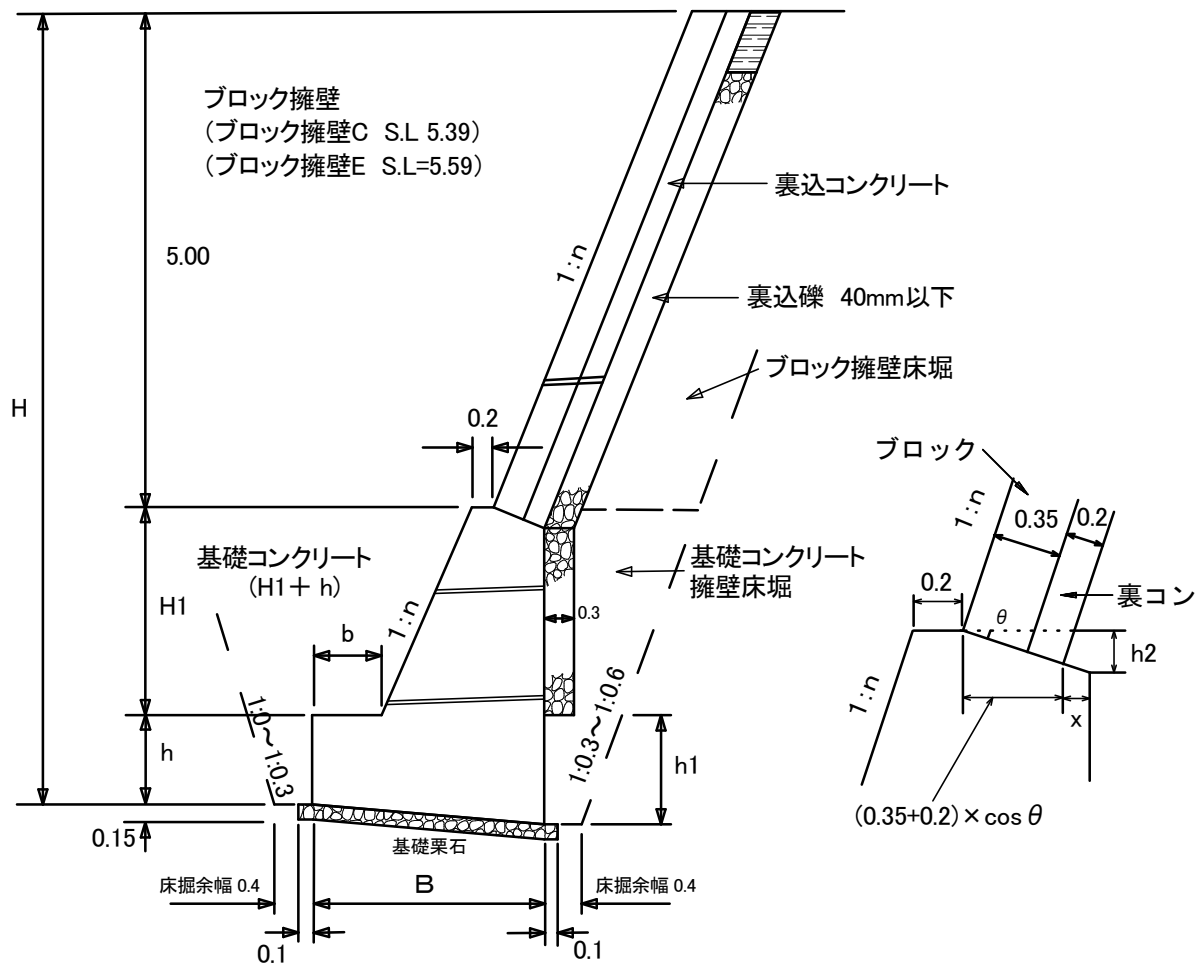 ブロック擁壁
(ブロック擁壁C S.L 5.39)
(ブロック擁壁E S.L=5.59)
裏込コンクリート
5.00
1:n
裏込礫 40mm以下
ブロック擁壁床堀
H
0.2
ブロック
1:n
0.35
0.2
基礎コンクリート
(H1+h)
基礎コンクリート
擁壁床堀
裏コン
0.2
θ
H1
1:n
0.3
b
h2
1:n
x
1:0~1:0.3
1:0.3~1:0.6
h
h1
(0.35+0.2)×cosθ
0.15
基礎栗石
床掘余幅 0.4
B
床掘余幅 0.4
0.1
0.1